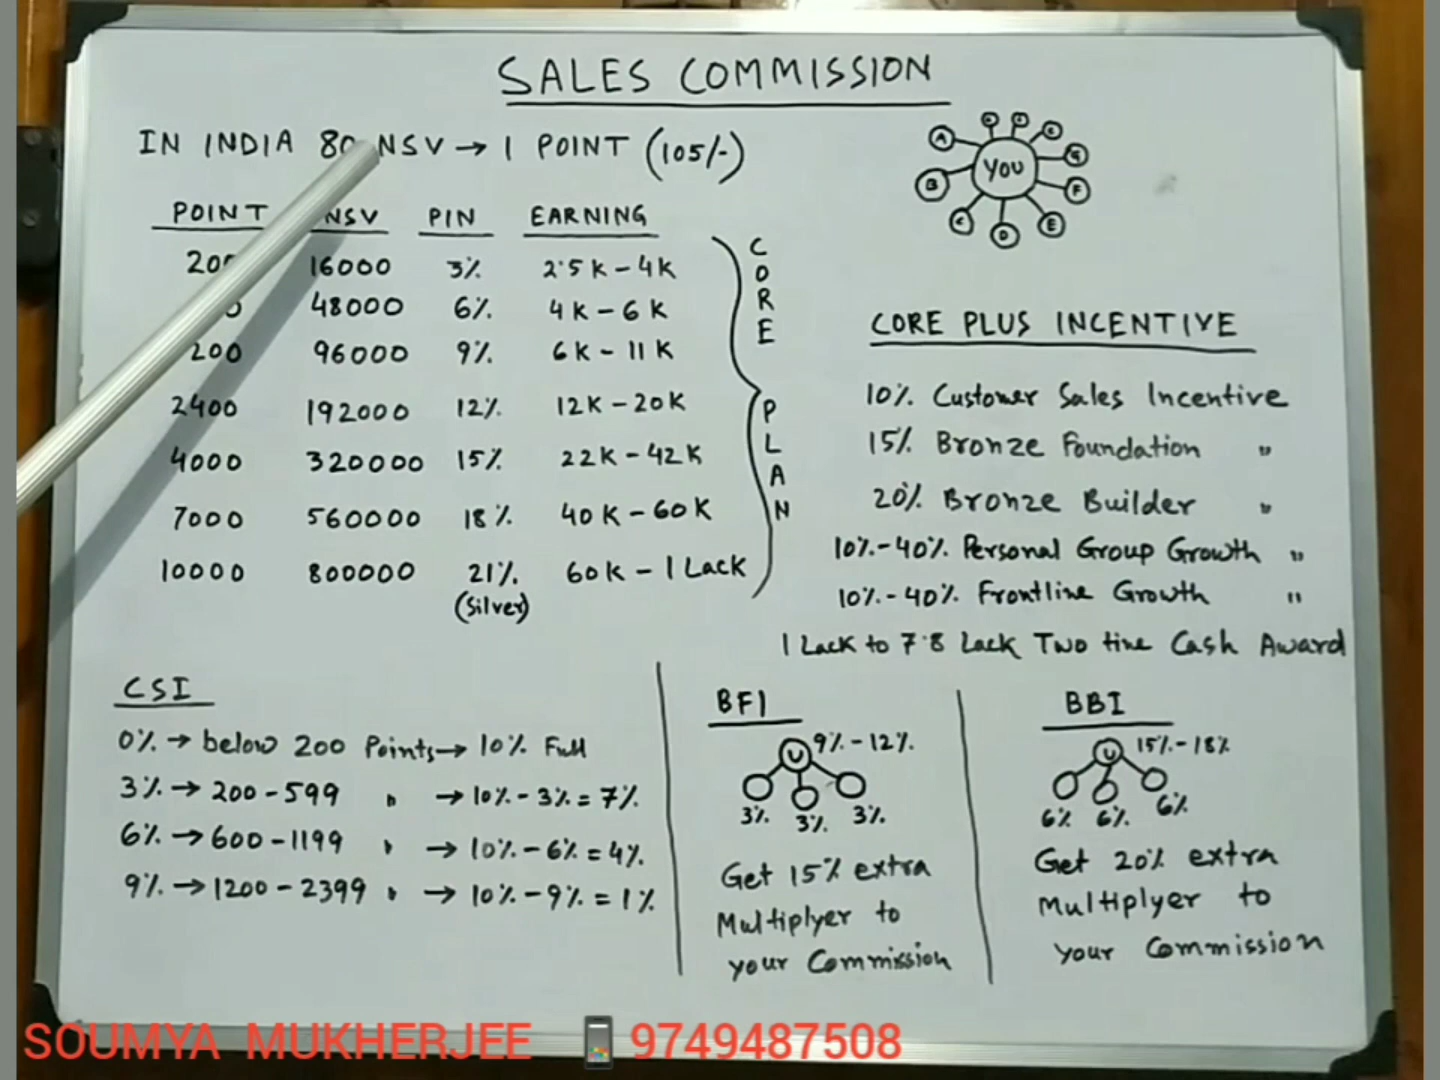 SALES COMMISSION
IN INDIA 80 NSV → 1 POINT (105/-)
POINT NSV PIN EARNING
200 16000 3% 2.5K - 4K
48000 6% 4K - 6K
200 96000 9% 6K - 11K
2400 192000 12% 12K - 20K
4000 320000 15% 22K - 42K
7000 560000 18% 40K - 60K
10000 800000 21% 60K - 1 Lack
(Silver)
CORE PLAN
YOU
A
B
C
D
E
F
CORE PLUS INCENTIVE
10% Customer Sales Incentive
15% Bronze Foundation "
20% Bronze Builder "
10%-40% Personal Group Growth "
10%-40% Frontline Growth "
1 Lack to 7.8 Lack Two time Cash Award
CSI
0% → below 200 Points → 10% Full
3% → 200-599 " → 10%-3% = 7%
6% → 600-1199 " → 10%-6% = 4%
9% → 1200-2399 " → 10%-9% = 1%
BFI
U 9%-12%
3% 3% 3%
Get 15% extra
Multiplyer to
your Commission
BBI
U 15%-18%
6% 6% 6%
Get 20% extra
Multiplyer to
your Commission
SOUMYA MUKHERJEE 9749487508